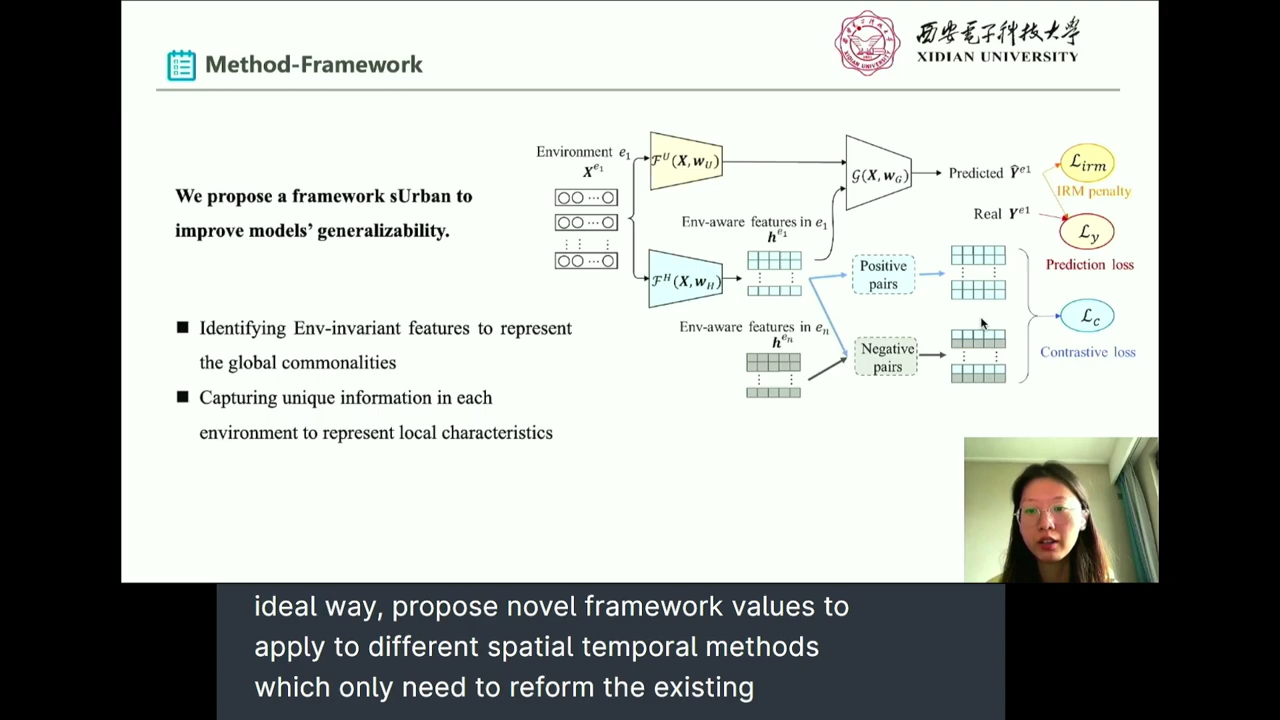 Method-Framework
西安電子科技大学
XIDIAN UNIVERSITY
We propose a framework sUrban to
improve models' generalizability.
■ Identifying Env-invariant features to represent
the global commonalities
■ Capturing unique information in each
environment to represent local characteristics
Environment e₁
X^{e1}
ℱ^U(X, w_U)
ℱ^H(X, w_H)
Env-aware features in e₁
h^{e1}
Env-aware features in e_n
h^{en}
𝒢(X, w_G)
Predicted Ŷ^{e1}
Real Y^{e1}
ℒ_irm
IRM penalty
ℒ_y
Prediction loss
Positive
pairs
Negative
pairs
ℒ_c
Contrastive loss
ideal way, propose novel framework values to
apply to different spatial temporal methods
which only need to reform the existing